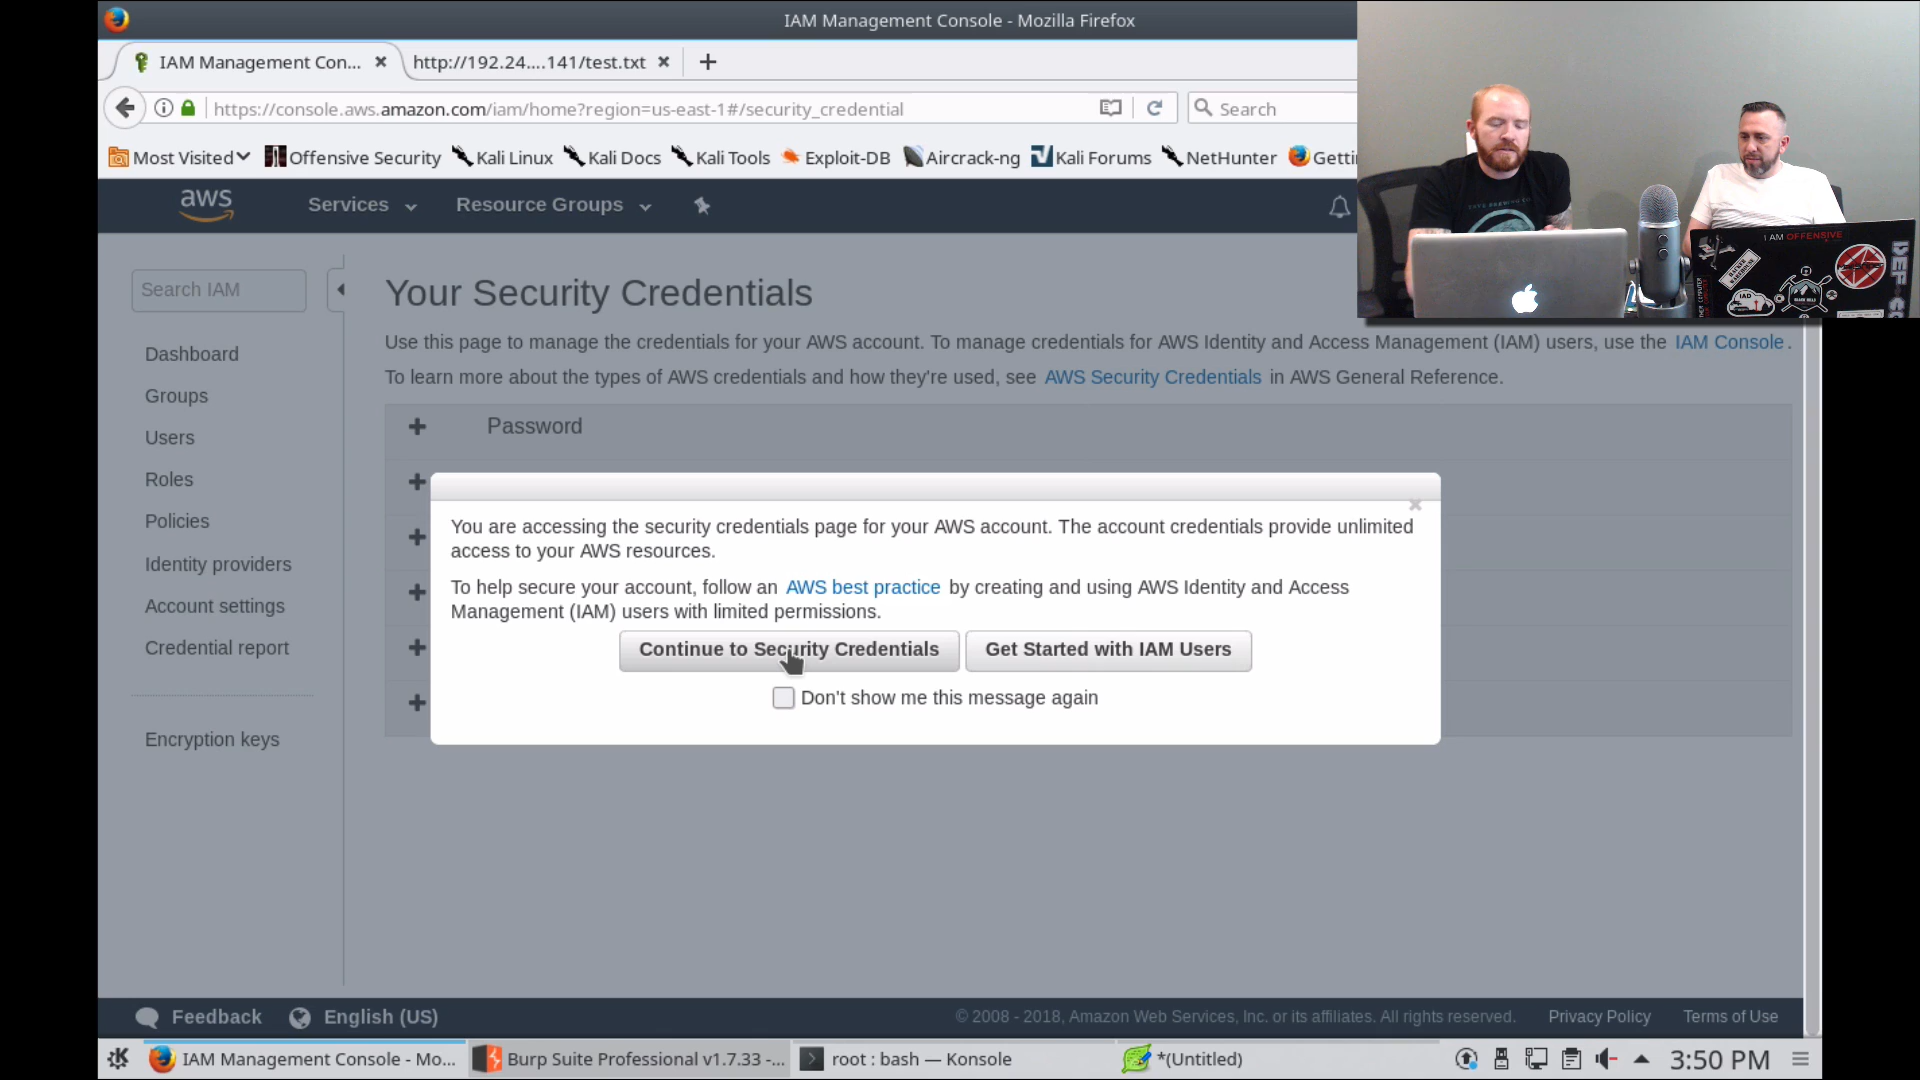 IAM Management Console - Mozilla Firefox
IAM Management Con...
http://192.24....141/test.txt
https://console.aws.amazon.com/iam/home?region=us-east-1#/security_credential
Search
Most Visited
Offensive Security
Kali Linux
Kali Docs
Kali Tools
Exploit-DB
Aircrack-ng
Kali Forums
NetHunter
aws
Services
Resource Groups
I AM OFFENSIVE
Search IAM
Dashboard
Groups
Users
Roles
Policies
Identity providers
Account settings
Credential report
Encryption keys
Your Security Credentials
Use this page to manage the credentials for your AWS account. To manage credentials for AWS Identity and Access Management (IAM) users, use the IAM Console.
To learn more about the types of AWS credentials and how they're used, see AWS Security Credentials in AWS General Reference.
Password
You are accessing the security credentials page for your AWS account. The account credentials provide unlimited
access to your AWS resources.
To help secure your account, follow an AWS best practice by creating and using AWS Identity and Access
Management (IAM) users with limited permissions.
Continue to Security Credentials
Get Started with IAM Users
Don't show me this message again
Feedback
English (US)
© 2008 - 2018, Amazon Web Services, Inc. or its affiliates. All rights reserved.
Privacy Policy
Terms of Use
IAM Management Console - Mo...
Burp Suite Professional v1.7.33 -...
root : bash — Konsole
*(Untitled)
3:50 PM